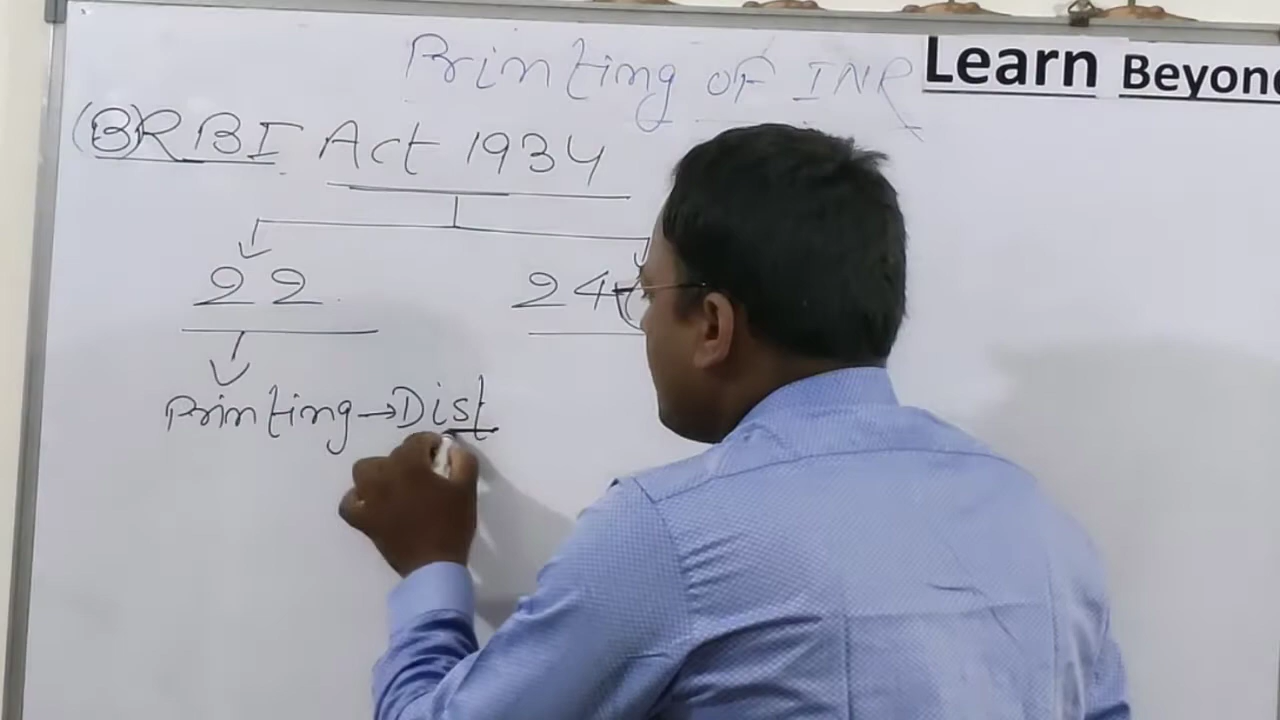 Printing OF INR
Learn Beyond
(B) RBI Act 1934
22 24(
Printing → Dist